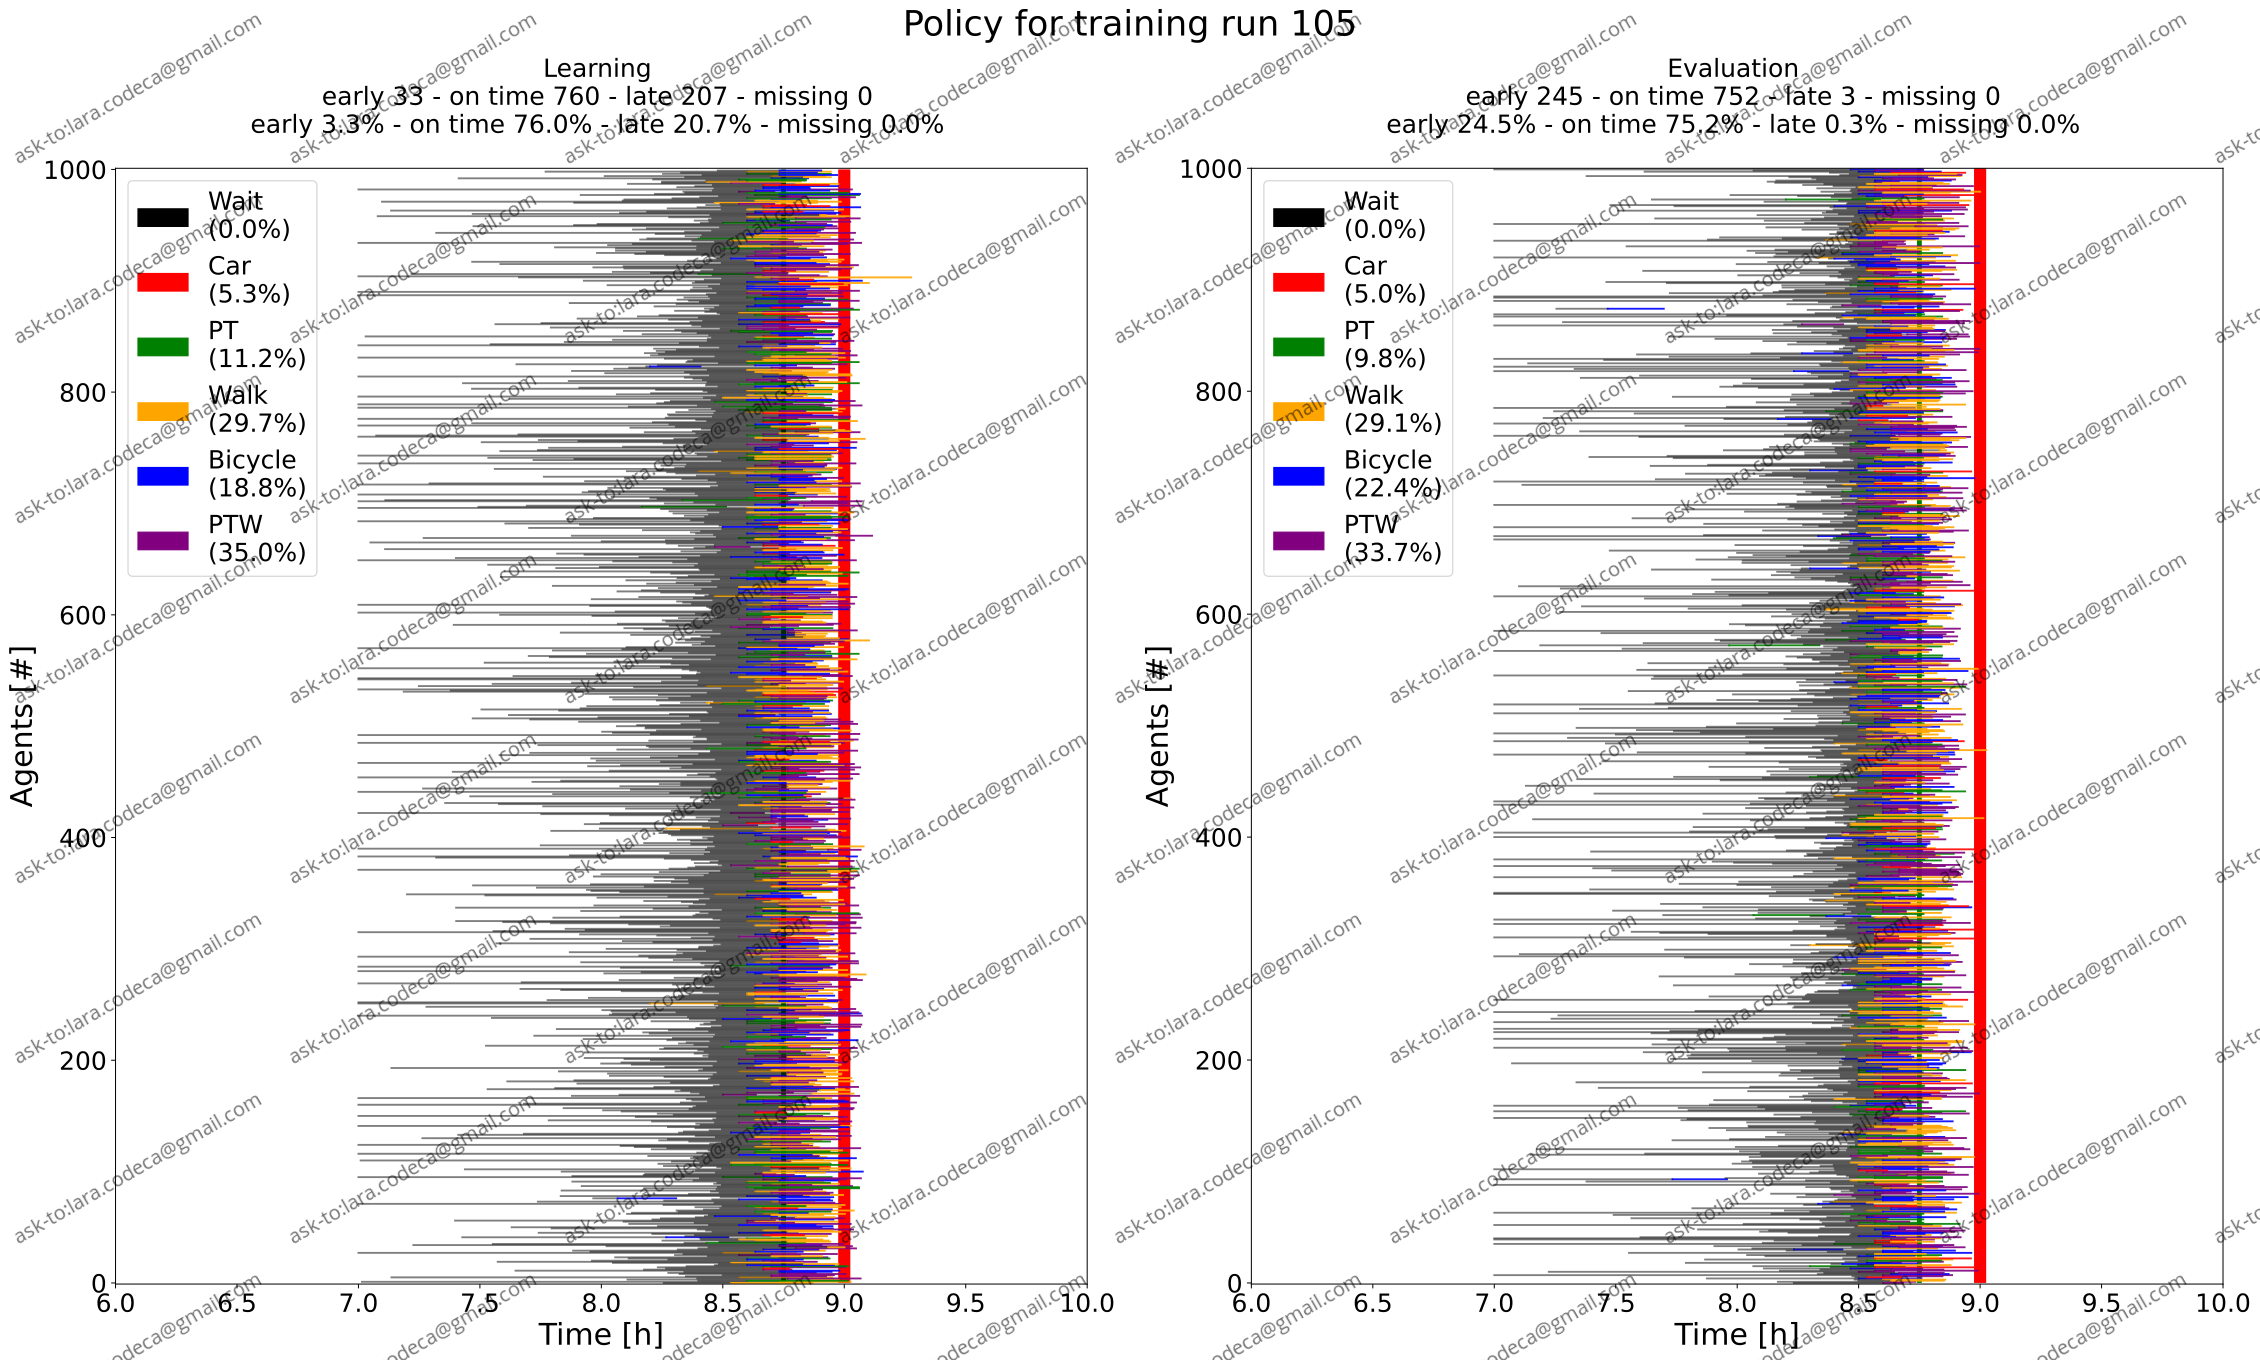 Policy for training run 105
Learning
early 33 - on time 760 - late 207 - missing 0
early 3.3% - on time 76.0% - late 20.7% - missing 0.0%
Agents [#]
1000
800
600
400
200
0
Wait
(0.0%)
Car
(5.3%)
PT
(11.2%)
Walk
(29.7%)
Bicycle
(18.8%)
PTW
(35.0%)
6.0 6.5 7.0 7.5 8.0 8.5 9.0 9.5 10.0
Time [h]
Evaluation
early 245 - on time 752 - late 3 - missing 0
early 24.5% - on time 75.2% - late 0.3% - missing 0.0%
Agents [#]
1000
800
600
400
200
0
Wait
(0.0%)
Car
(5.0%)
PT
(9.8%)
Walk
(29.1%)
Bicycle
(22.4%)
PTW
(33.7%)
6.0 6.5 7.0 7.5 8.0 8.5 9.0 9.5 10.0
Time [h]
ask-to:lara.codeca@gmail.com